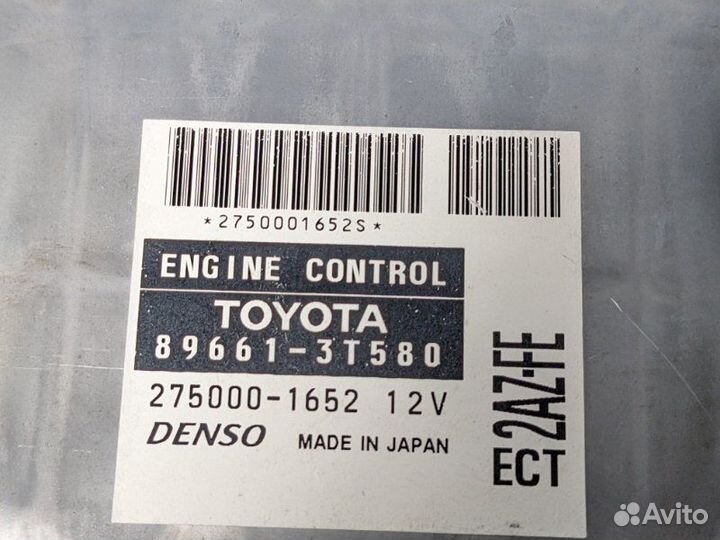 *2750001652S*
ENGINE CONTROL
TOYOTA
89661-3T580
275000-1652 12V
DENSO MADE IN JAPAN
2AZ-FE
ECT
Avito